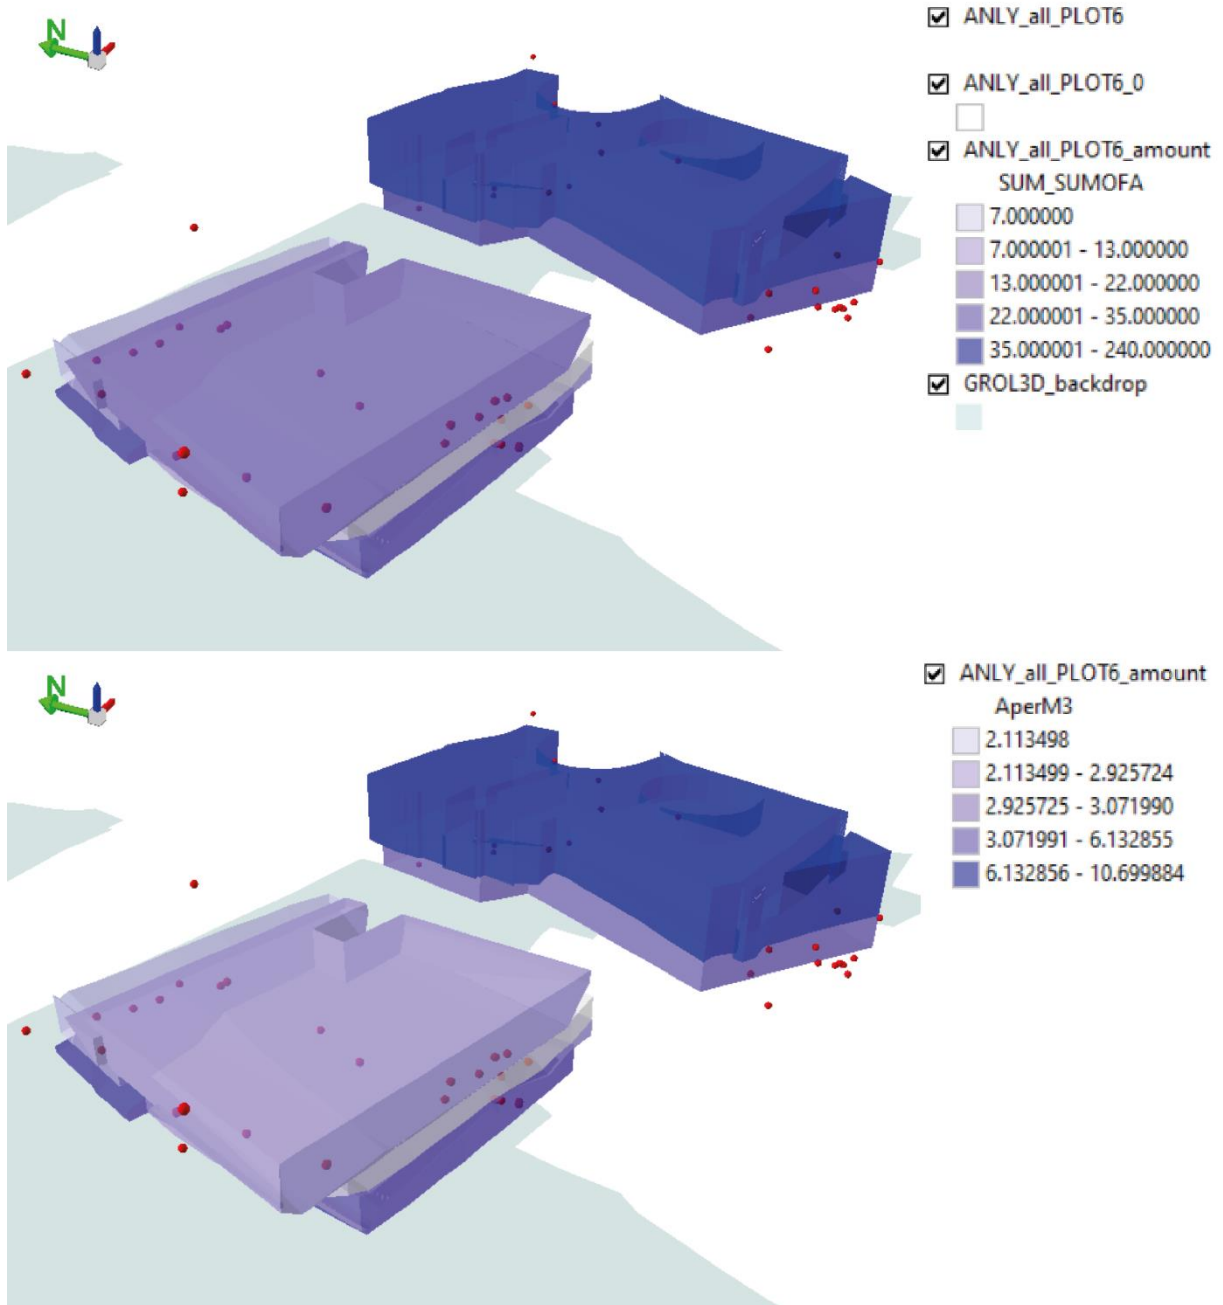 N
ANLY_all_PLOT6
ANLY_all_PLOT6_0
ANLY_all_PLOT6_amount
SUM_SUMOFA
7.000000
7.000001 - 13.000000
13.000001 - 22.000000
22.000001 - 35.000000
35.000001 - 240.000000
GROL3D_backdrop
N
ANLY_all_PLOT6_amount
AperM3
2.113498
2.113499 - 2.925724
2.925725 - 3.071990
3.071991 - 6.132855
6.132856 - 10.699884